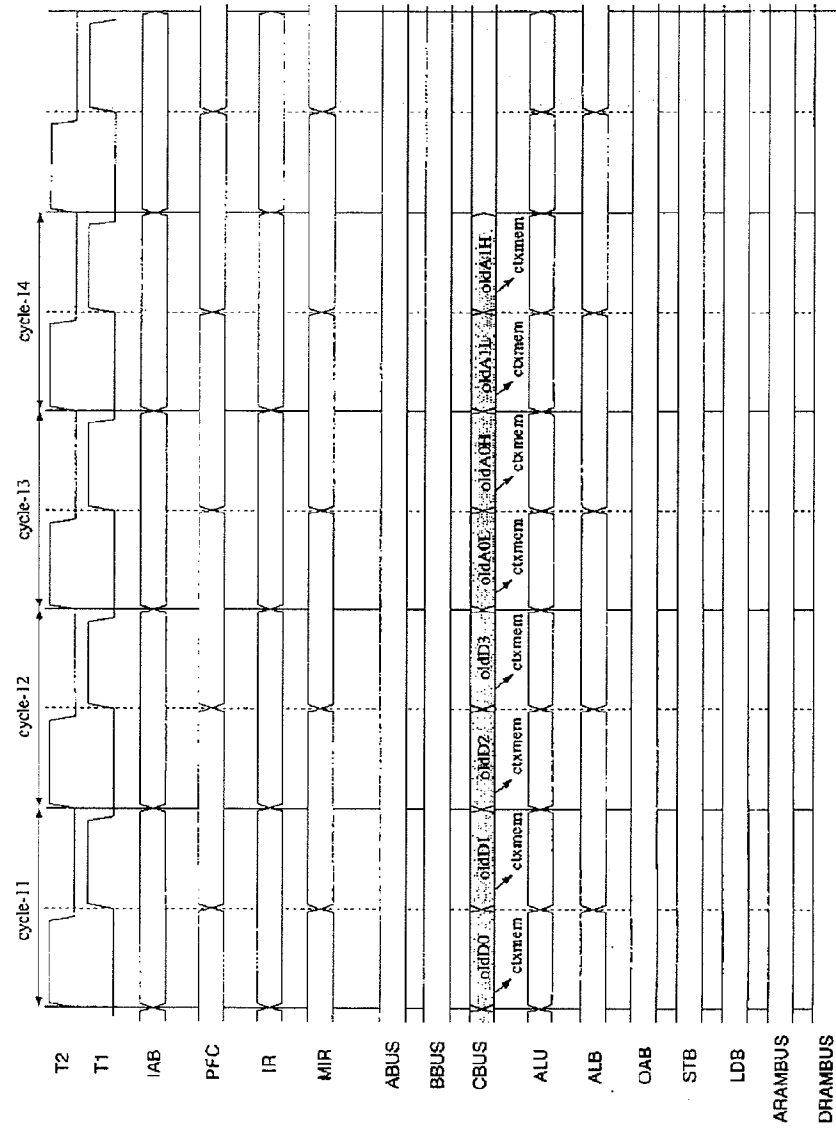 cycle-11
cycle-12
cycle-13
cycle-14
T2
T1
IAB
PFC
IR
MIR
ABUS
BBUS
CBUS
oldD0
oldD1
oldD2
oldD3
oldA0L
oldA0H
oldA1L
oldA1H
ctxmem
ctxmem
ctxmem
ctxmem
ctxmem
ctxmem
ctxmem
ctxmem
ALU
ALB
OAB
STB
LDB
ARAMBUS
DRAMBUS